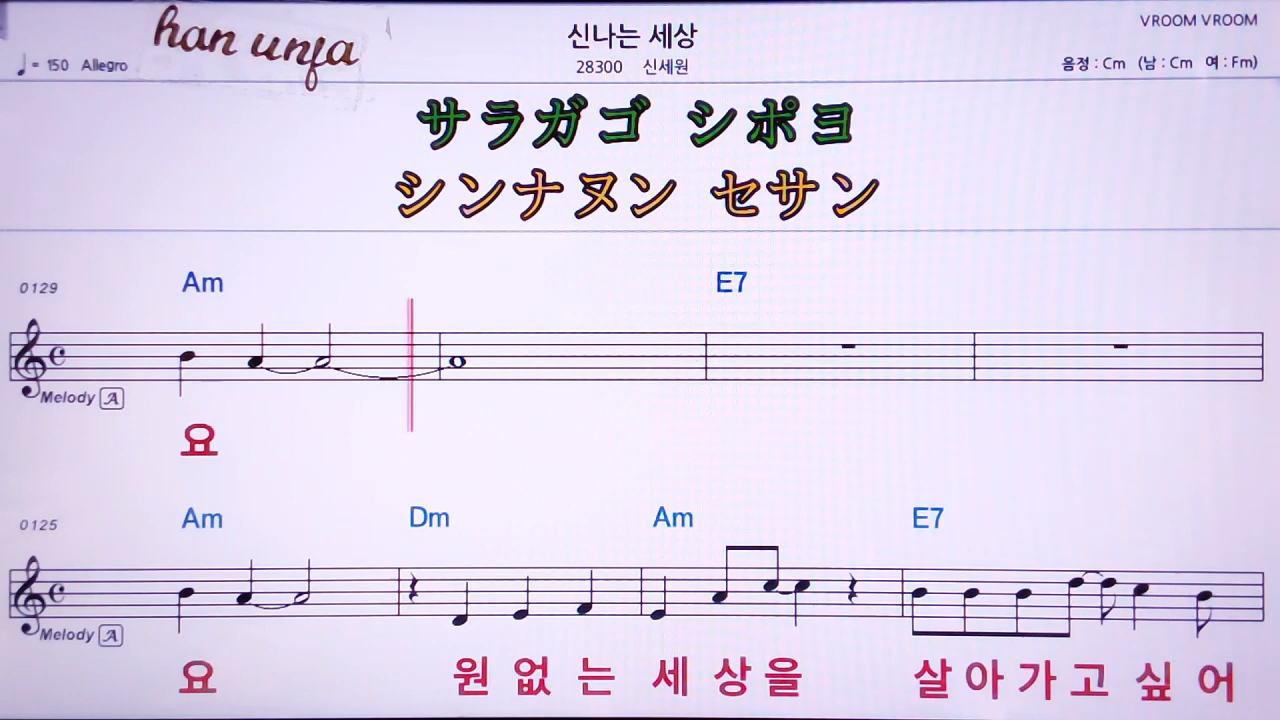 han unja
신나는 세상
VROOM VROOM
♩= 150 Allegro
28300 신세원
음정 : Cm (남 : Cm 여 : Fm)
サラガゴ シポヨ
シンナヌン セサン
0129
Am E7
Melody A
요
0125
Am Dm Am E7
Melody A
요 원 없 는 세 상 을 살 아 가 고 싶 어